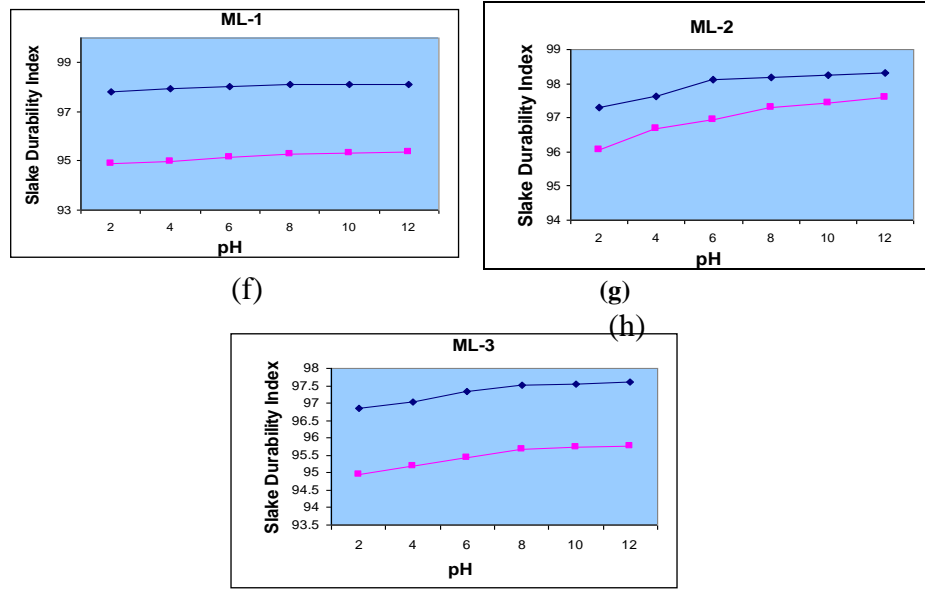 ML-1
Slake Durability Index
99
97
95
93
2 4 6 8 10 12
pH
(f)
ML-2
Slake Durability Index
99
98
97
96
95
94
2 4 6 8 10 12
pH
(g)
(h)
ML-3
Slake Durability Index
98
97.5
97
96.5
96
95.5
95
94.5
94
93.5
2 4 6 8 10 12
pH